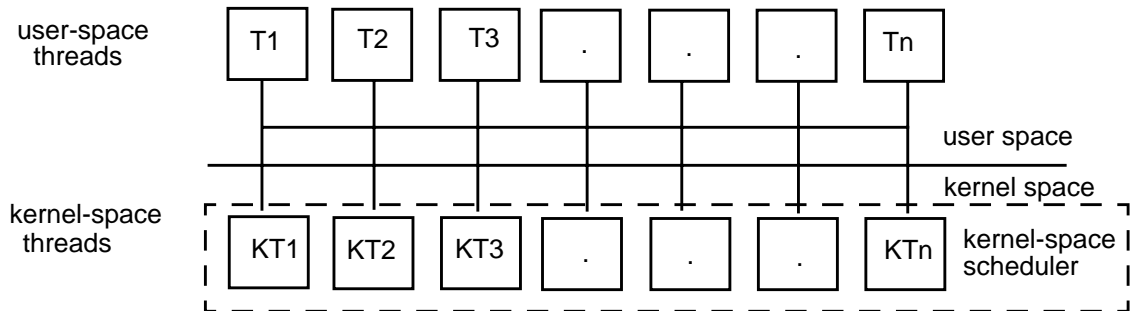 user-space
threads
T1 T2 T3 . . . Tn
user space
kernel space
kernel-space
threads
KT1 KT2 KT3 . . . KTn
kernel-space
scheduler